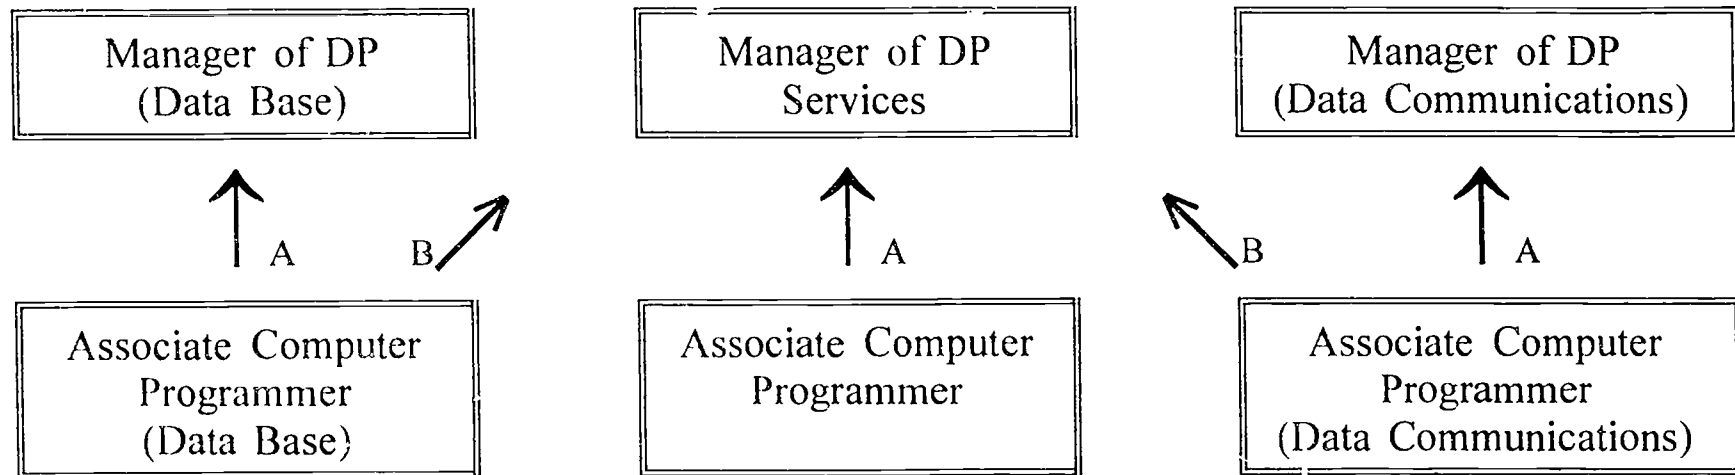 Manager of DP
(Data Base)
Manager of DP
Services
Manager of DP
(Data Communications)
A
B
A
B
A
Associate Computer
Programmer
(Data Base)
Associate Computer
Programmer
Associate Computer
Programmer
(Data Communications)